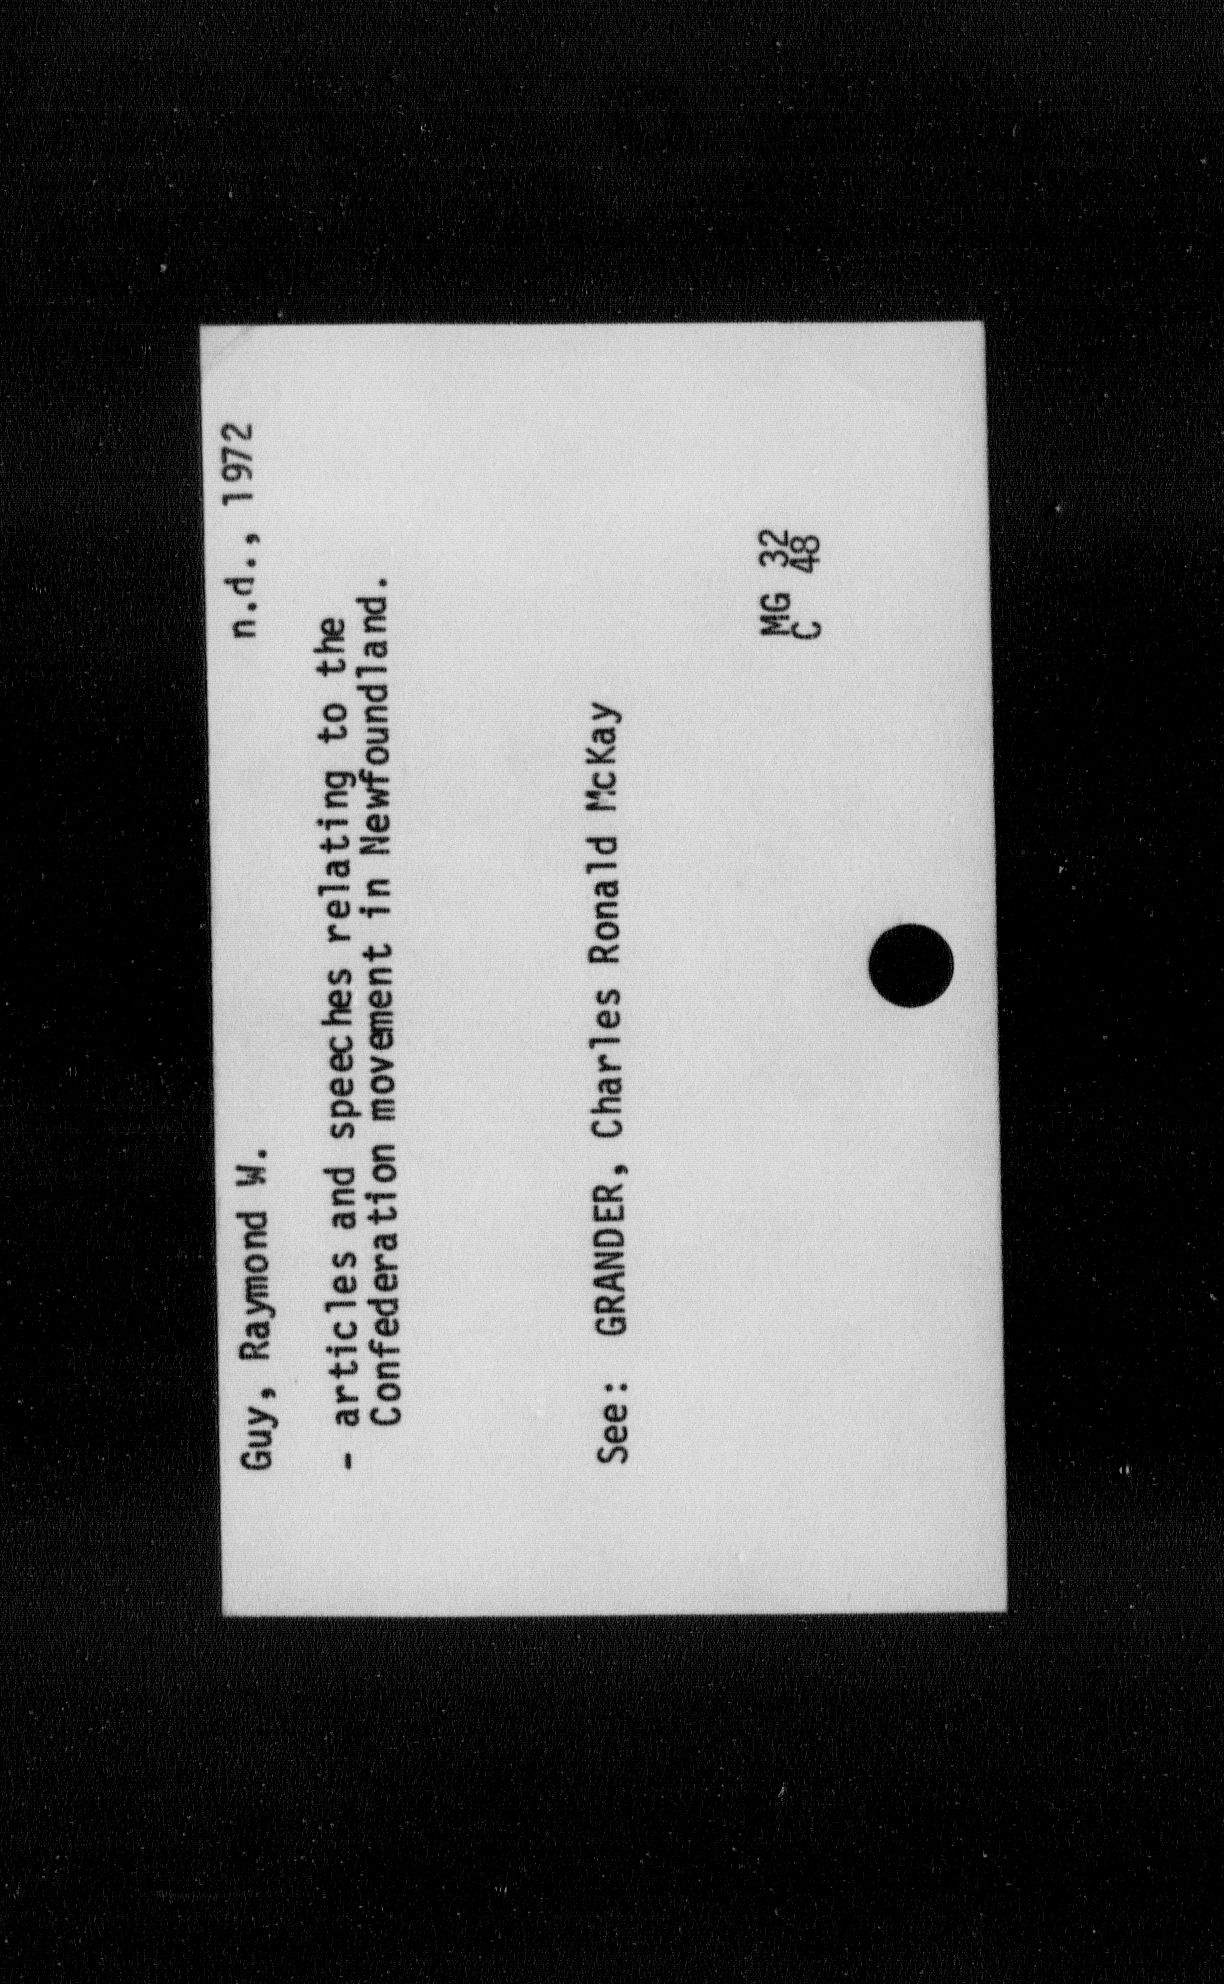 Guy, Raymond W. n.d., 1972
- articles and speeches relating to the
Confederation movement in Newfoundland.
See: GRANDER, Charles Ronald McKay
MG 32
C 48